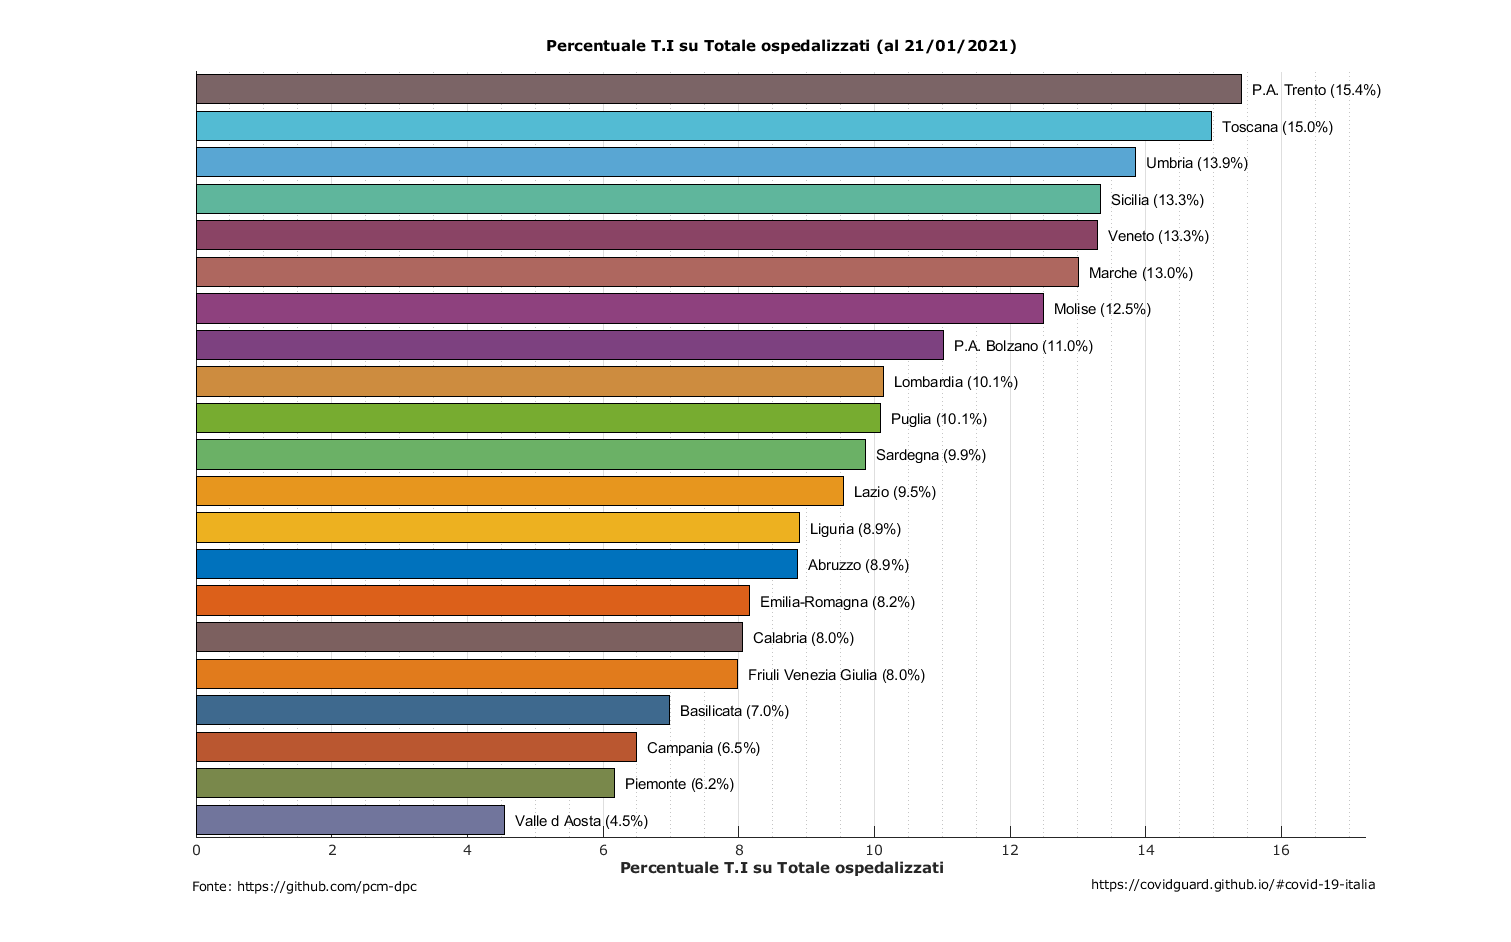 Percentuale T.I su Totale ospedalizzati (al 21/01/2021)
P.A. Trento (15.4%)
Toscana (15.0%)
Umbria (13.9%)
Sicilia (13.3%)
Veneto (13.3%)
Marche (13.0%)
Molise (12.5%)
P.A. Bolzano (11.0%)
Lombardia (10.1%)
Puglia (10.1%)
Sardegna (9.9%)
Lazio (9.5%)
Liguria (8.9%)
Abruzzo (8.9%)
Emilia-Romagna (8.2%)
Calabria (8.0%)
Friuli Venezia Giulia (8.0%)
Basilicata (7.0%)
Campania (6.5%)
Piemonte (6.2%)
Valle d Aosta (4.5%)
0 2 4 6 8 10 12 14 16
Percentuale T.I su Totale ospedalizzati
Fonte: https://github.com/pcm-dpc
https://covidguard.github.io/#covid-19-italia